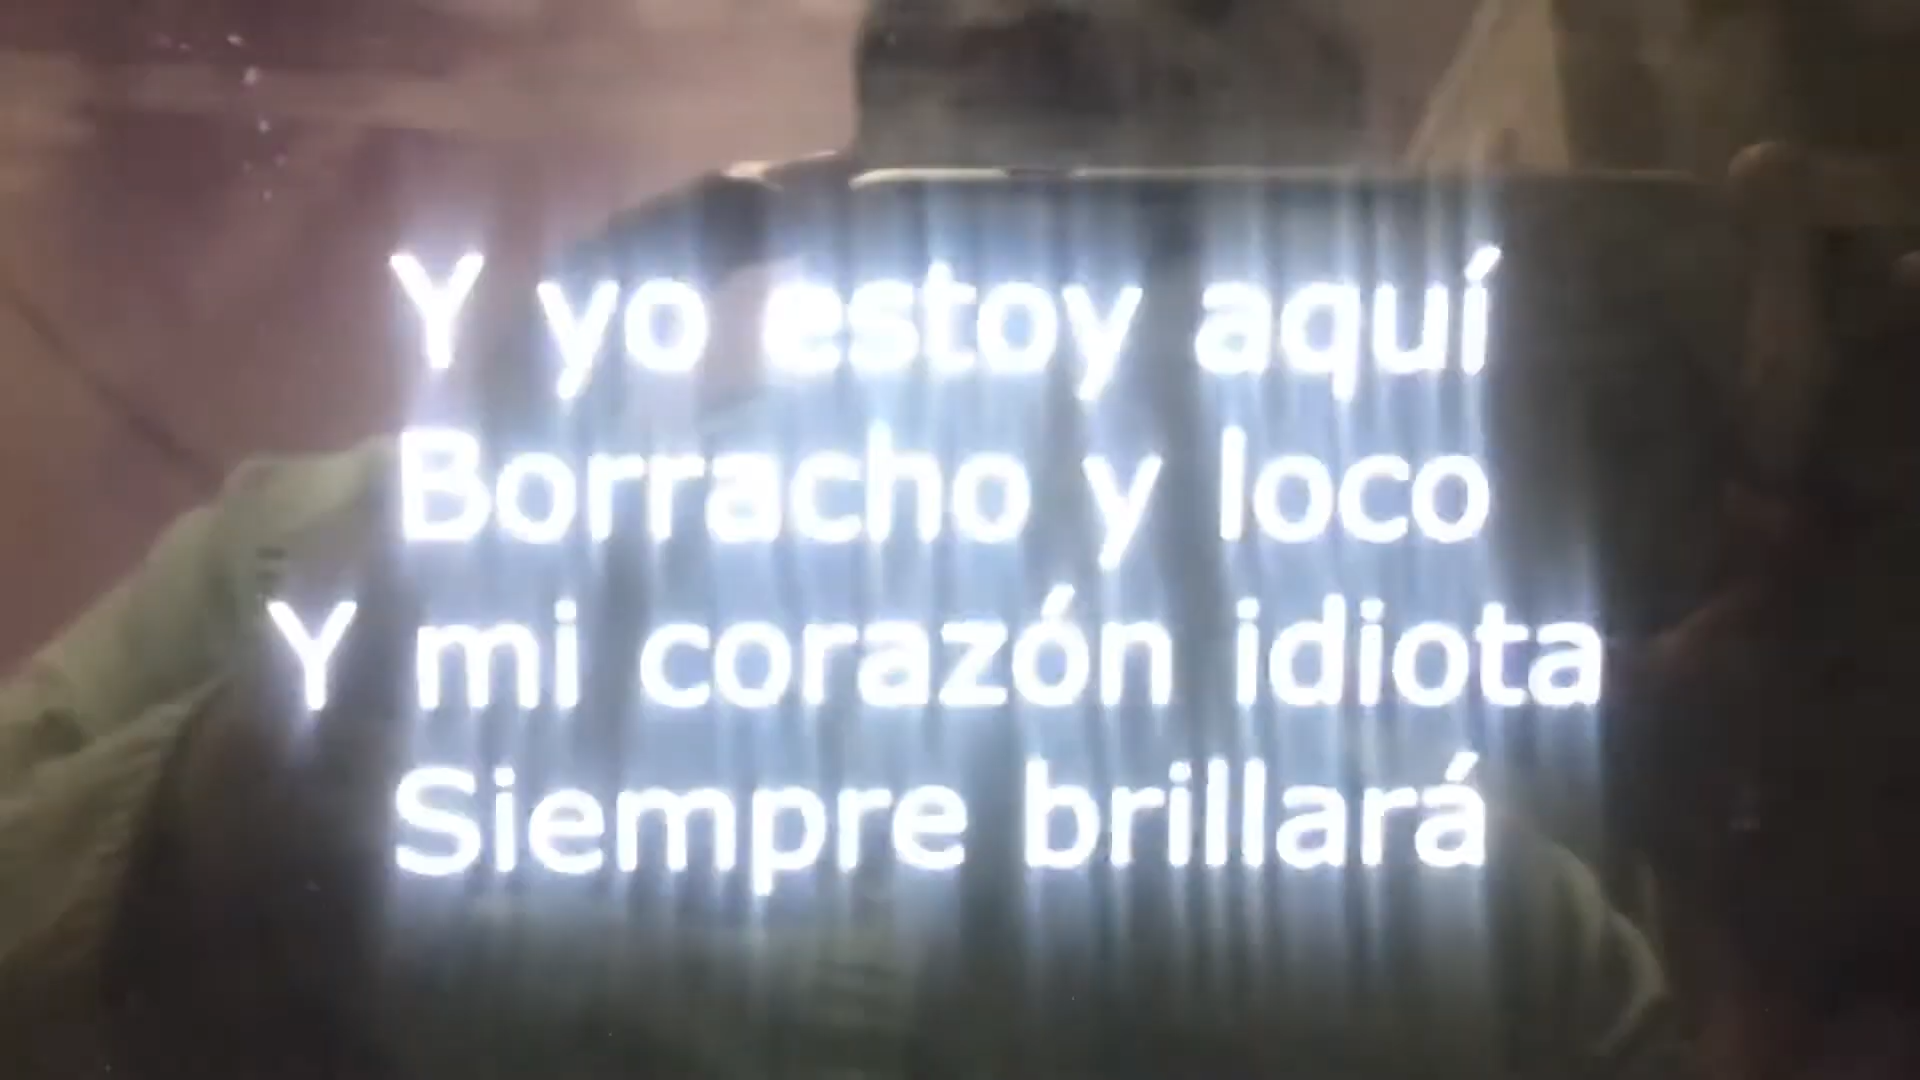 Y yo estoy aquí
Borracho y loco
Y mi corazón idiota
Siempre brillará